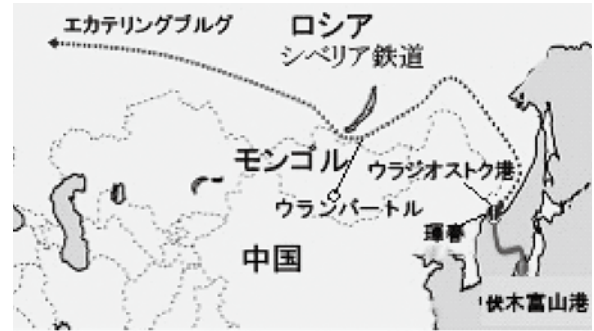 エカテリングブルグ
ロシア
シベリア鉄道
モンゴル
ウラジオストク港
ウランバートル
琿春
中国
伏木富山港